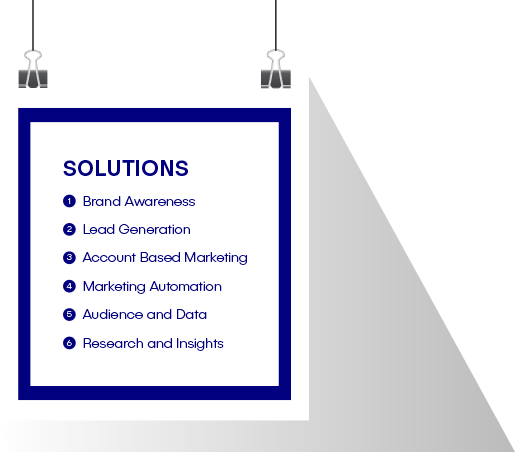 SOLUTIONS
1 Brand Awareness
2 Lead Generation
3 Account Based Marketing
4 Marketing Automation
5 Audience and Data
6 Research and Insights